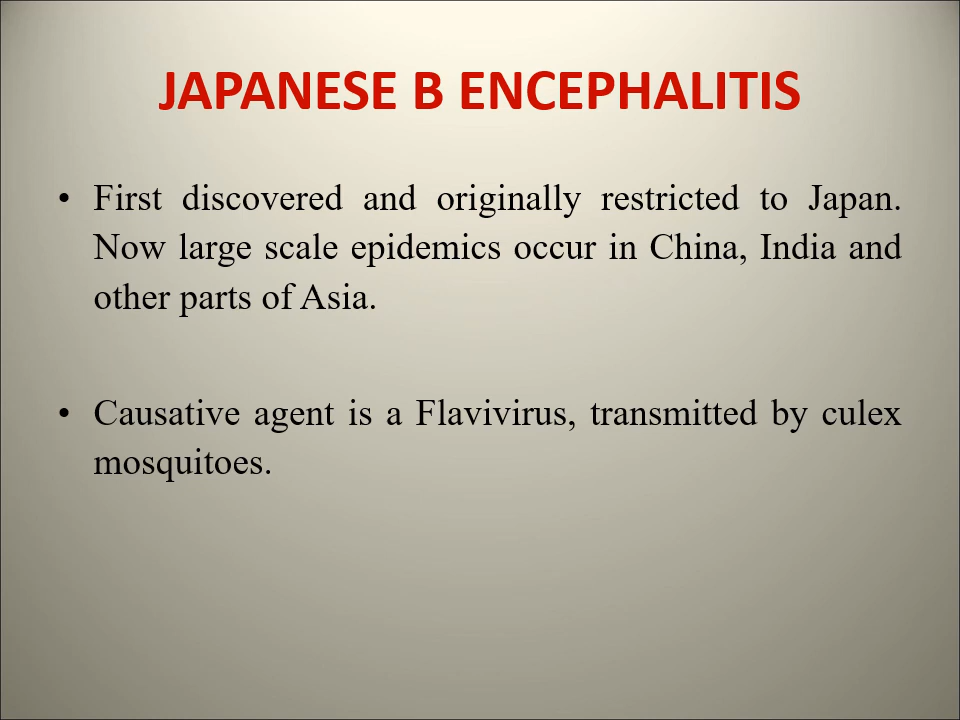 JAPANESE B ENCEPHALITIS
• First discovered and originally restricted to Japan.
Now large scale epidemics occur in China, India and
other parts of Asia.
• Causative agent is a Flavivirus, transmitted by culex
mosquitoes.